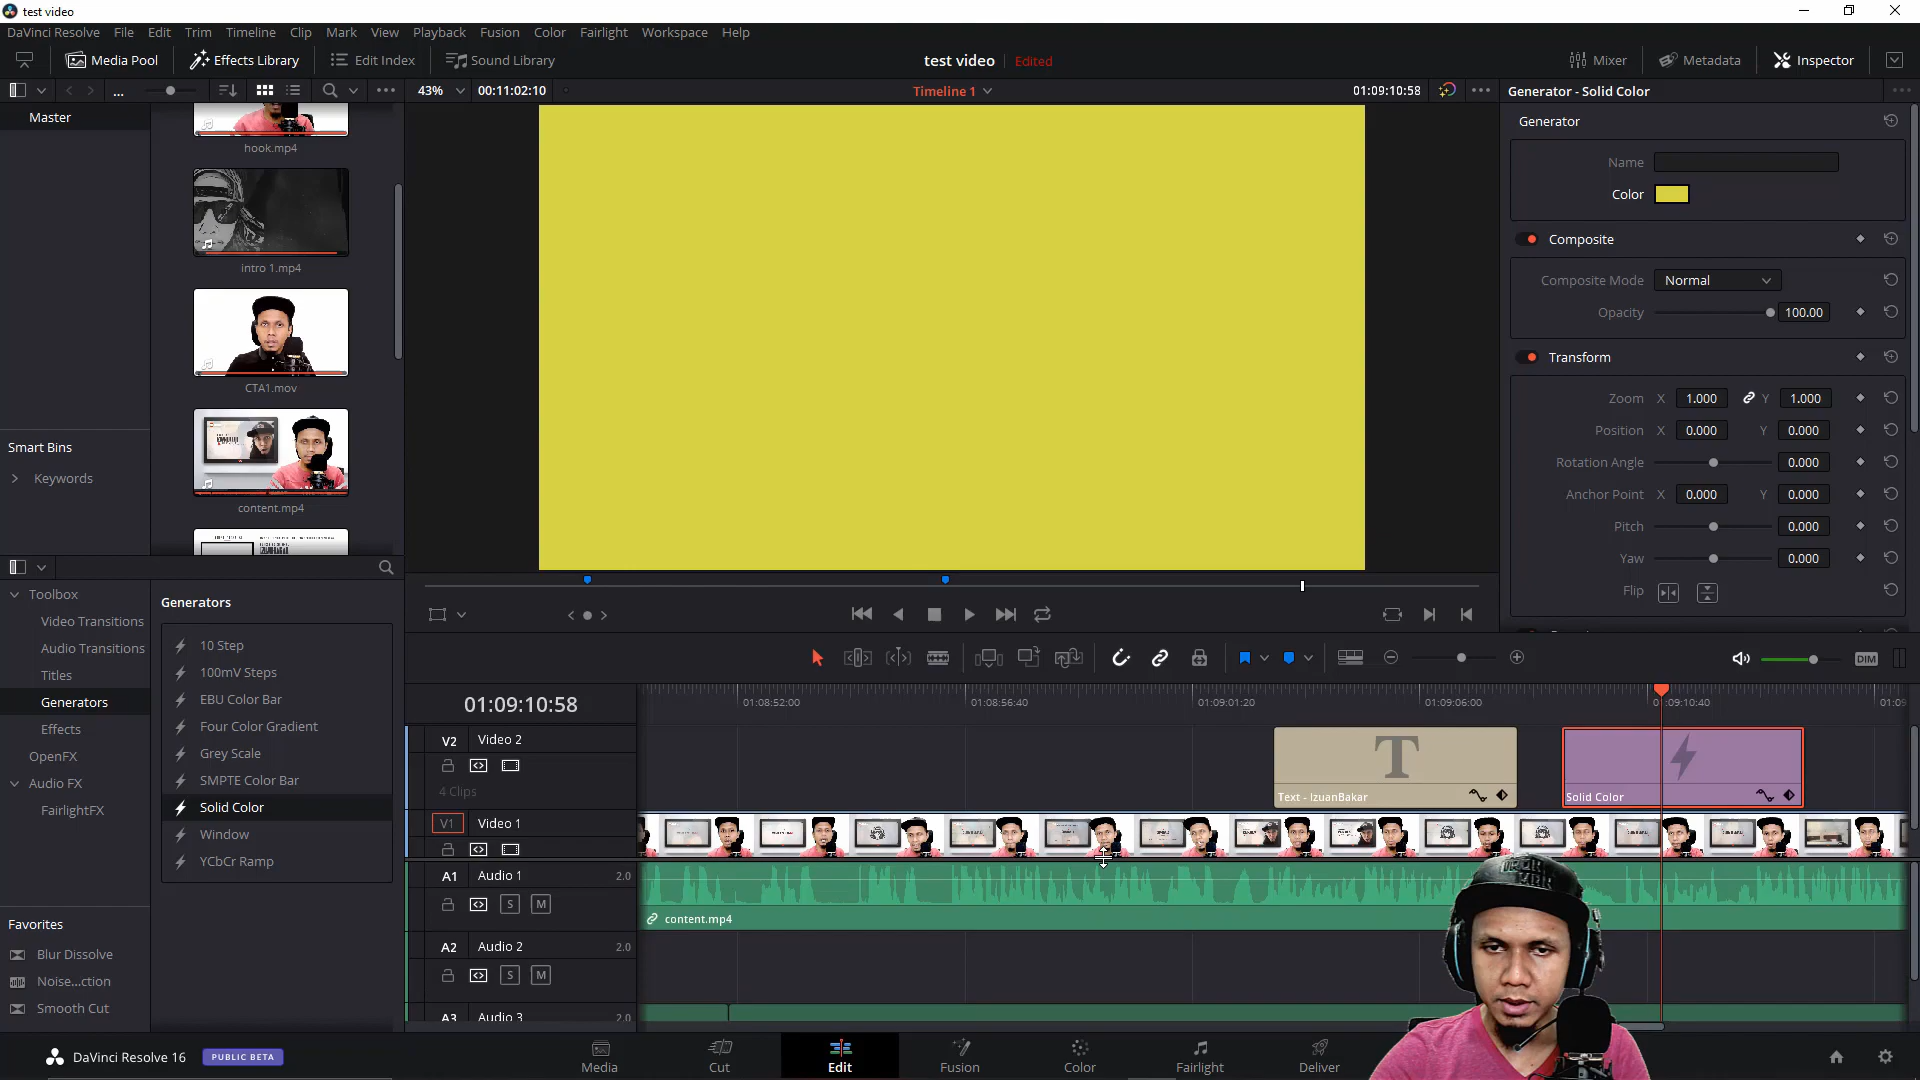 test video
DaVinci Resolve File Edit Trim Timeline Clip Mark View Playback Fusion Color Fairlight Workspace Help
Media Pool Effects Library Edit Index Sound Library test video Edited Mixer Metadata Inspector
... 43% 00:11:02:10 Timeline 1 01:09:10:58 Generator - Solid Color
Master
hook.mp4
intro 1.mp4
CTA1.mov
content.mp4
Smart Bins
Keywords
Generator
Name
Color
Composite
Composite Mode Normal
Opacity 100.00
Transform
Zoom X 1.000 Y 1.000
Position X 0.000 Y 0.000
Rotation Angle 0.000
Anchor Point X 0.000 Y 0.000
Pitch 0.000
Yaw 0.000
Flip
Toolbox
Video Transitions
Audio Transitions
Titles
Generators
Effects
OpenFX
Audio FX
FairlightFX
Generators
10 Step
100mV Steps
EBU Color Bar
Four Color Gradient
Grey Scale
SMPTE Color Bar
Solid Color
Window
YCbCr Ramp
Favorites
Blur Dissolve
Noise...ction
Smooth Cut
DIM
01:09:10:58 01:08:52:00 01:08:56:40 01:09:01:20 01:09:06:00 01:09:10:40
V2 Video 2
4 Clips
T
Text - IzuanBakar
Solid Color
V1 Video 1
A1 Audio 1 2.0
S M
content.mp4
A2 Audio 2 2.0
S M
A3 Audio 3 2.0
DaVinci Resolve 16 PUBLIC BETA
Media Cut Edit Fusion Color Fairlight Deliver